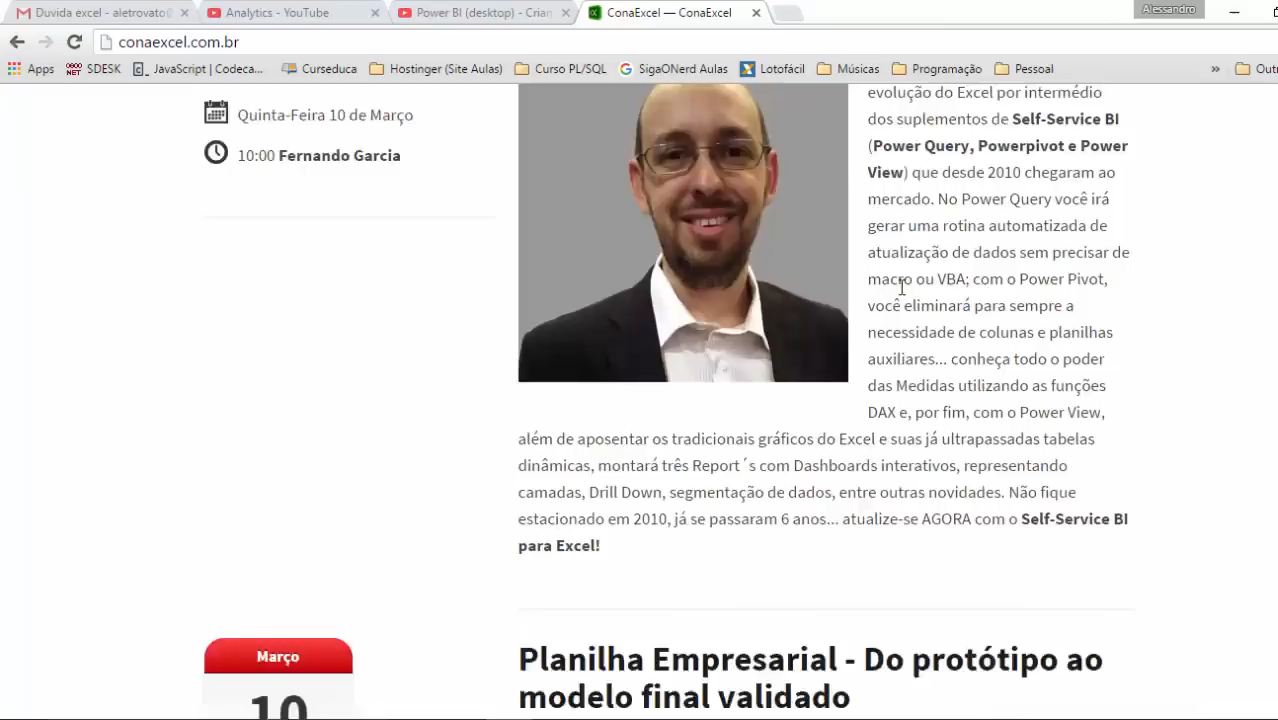 Duvida excel - aletrovato@
Analytics - YouTube
Power BI (desktop) - Crian
ConaExcel — ConaExcel
Alessandro
conaexcel.com.br
Apps
SDESK
JavaScript | Codeca...
Curseduca
Hostinger (Site Aulas)
Curso PL/SQL
SigaONerd Aulas
Lotofácil
Músicas
Programação
Pessoal
»
Outr
Quinta-Feira 10 de Março
10:00 Fernando Garcia
evolução do Excel por intermédio
dos suplementos de Self-Service BI
(Power Query, Powerpivot e Power
View) que desde 2010 chegaram ao
mercado. No Power Query você irá
gerar uma rotina automatizada de
atualização de dados sem precisar de
macro ou VBA; com o Power Pivot,
você eliminará para sempre a
necessidade de colunas e planilhas
auxiliares... conheça todo o poder
das Medidas utilizando as funções
DAX e, por fim, com o Power View,
além de aposentar os tradicionais gráficos do Excel e suas já ultrapassadas tabelas
dinâmicas, montará três Report´s com Dashboards interativos, representando
camadas, Drill Down, segmentação de dados, entre outras novidades. Não fique
estacionado em 2010, já se passaram 6 anos... atualize-se AGORA com o Self-Service BI
para Excel!
Março
10
Planilha Empresarial - Do protótipo ao
modelo final validado